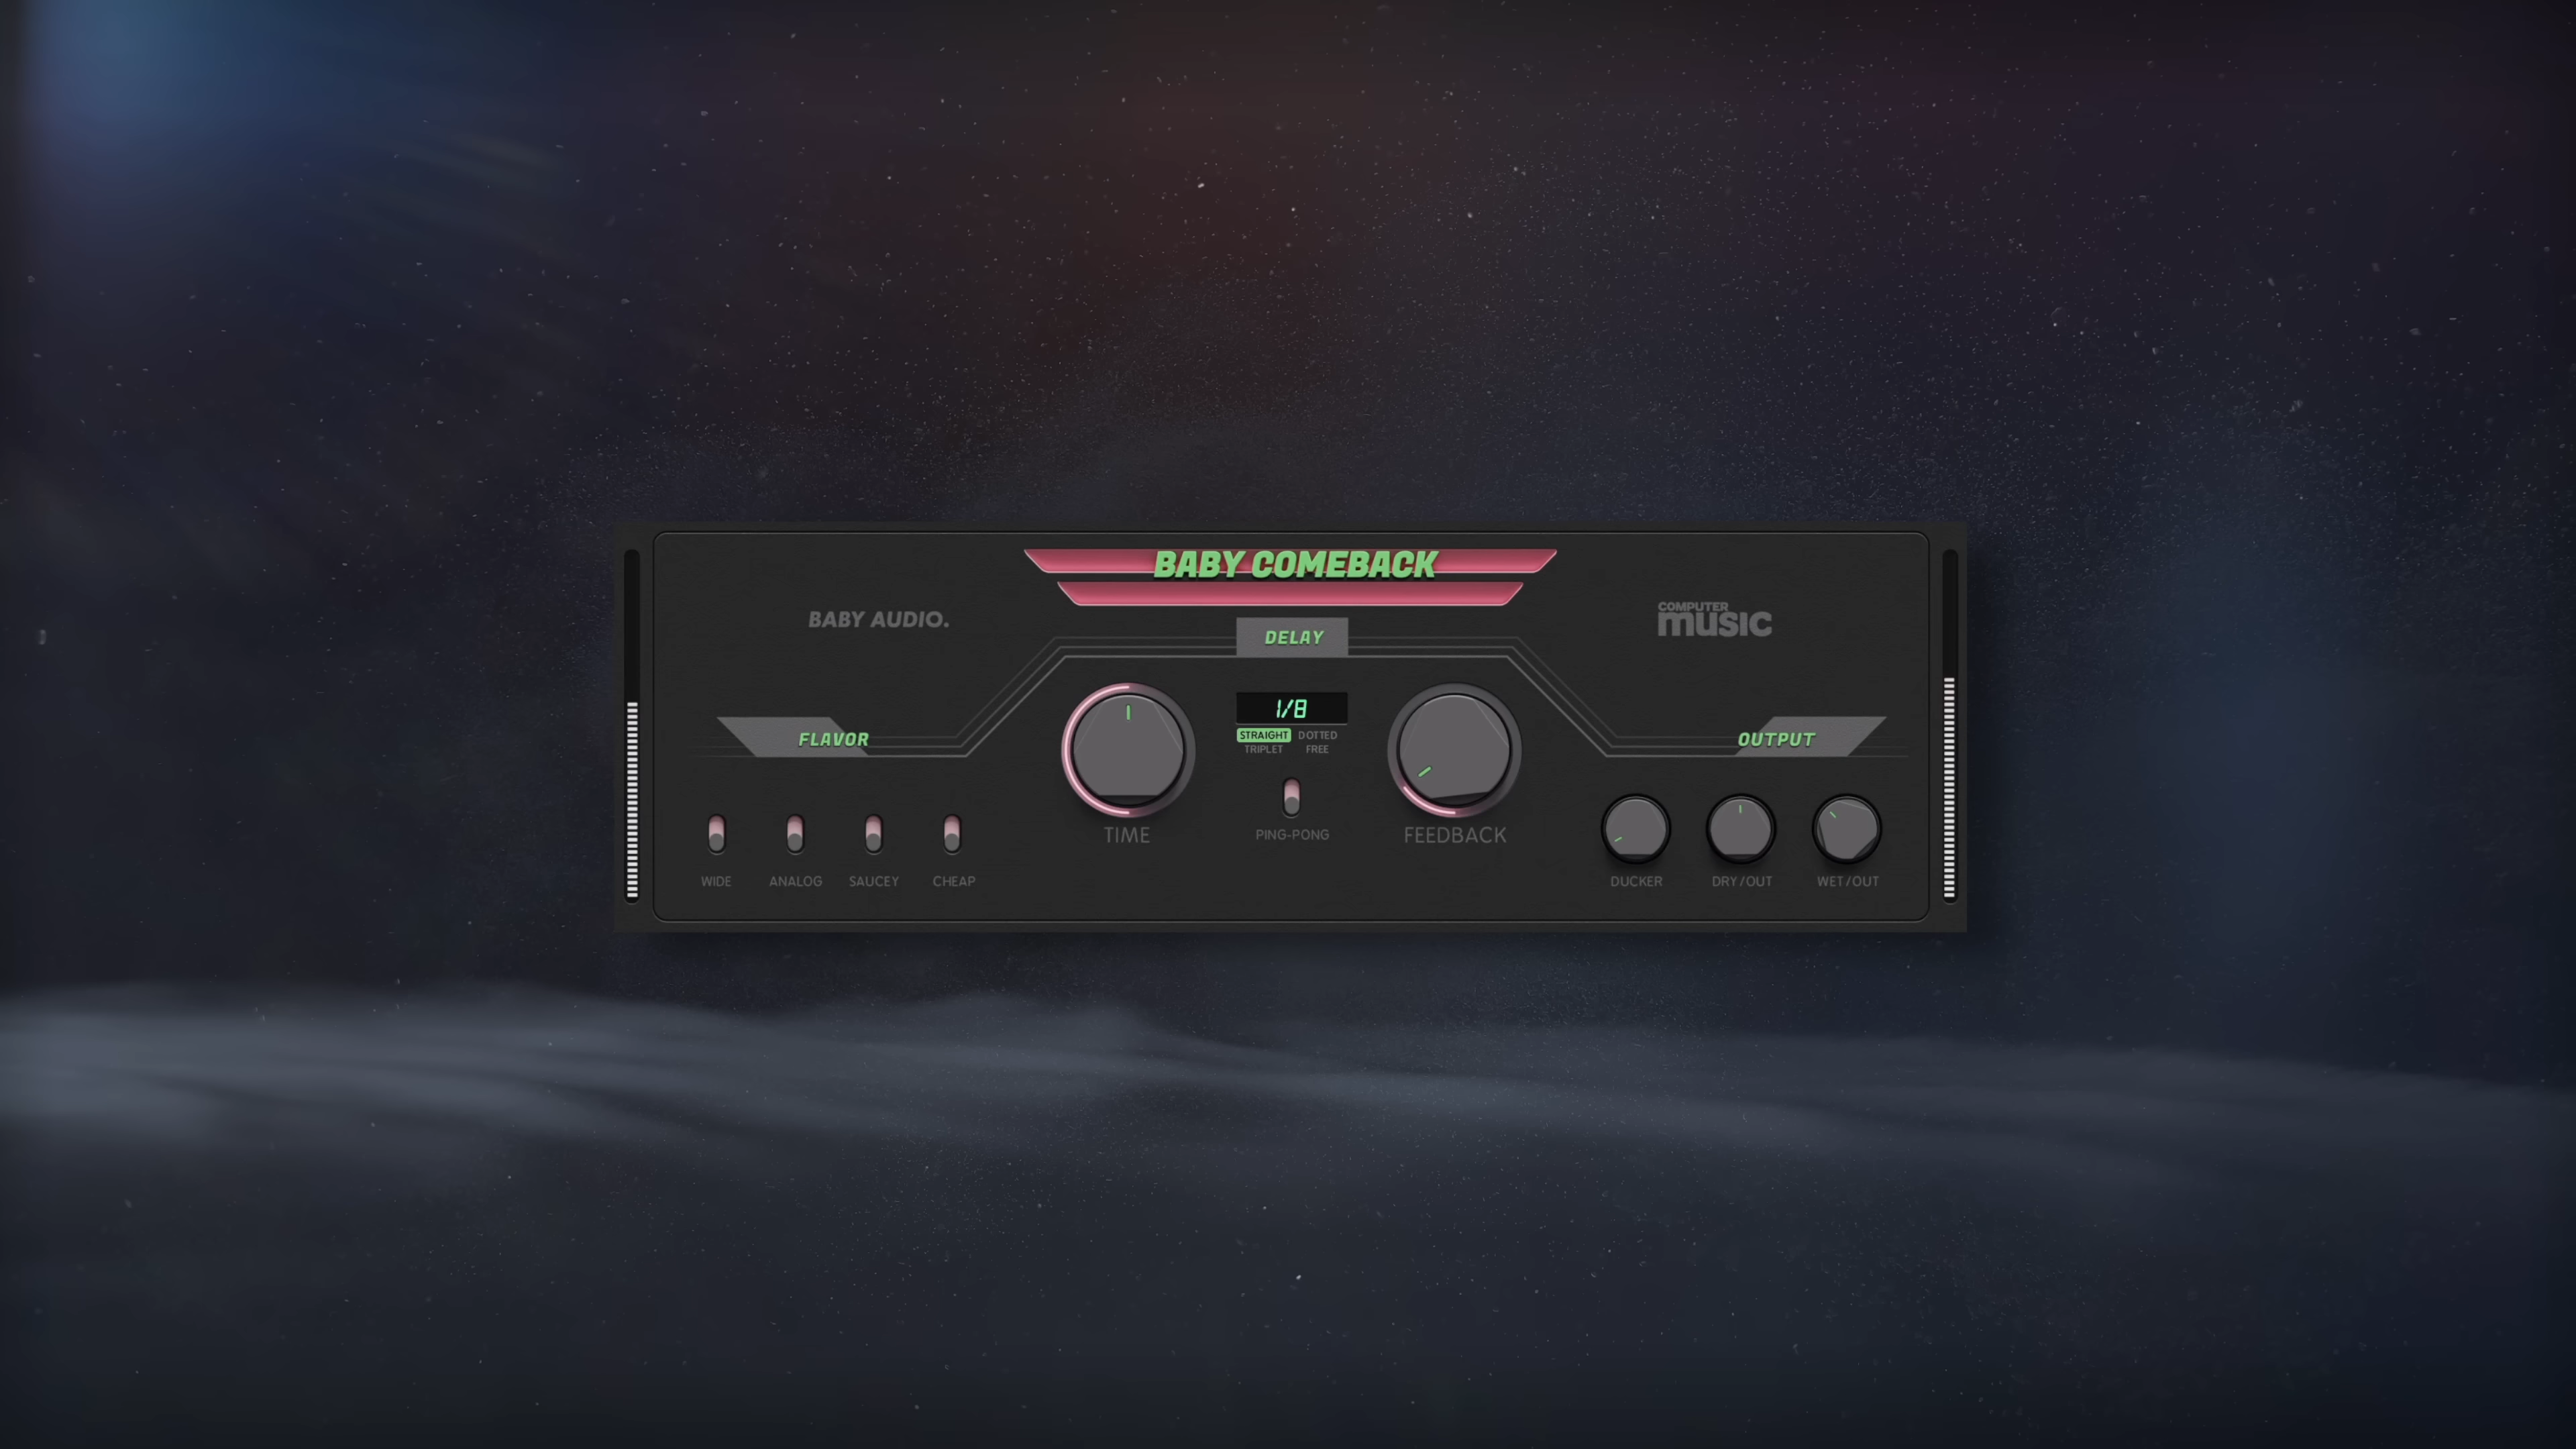 BABY COMEBACK
BABY AUDIO.
COMPUTER
music
DELAY
FLAVOR
1/8
STRAIGHT DOTTED
TRIPLET FREE
OUTPUT
TIME
PING-PONG
FEEDBACK
WIDE ANALOG SAUCEY CHEAP
DUCKER DRY/OUT WET/OUT